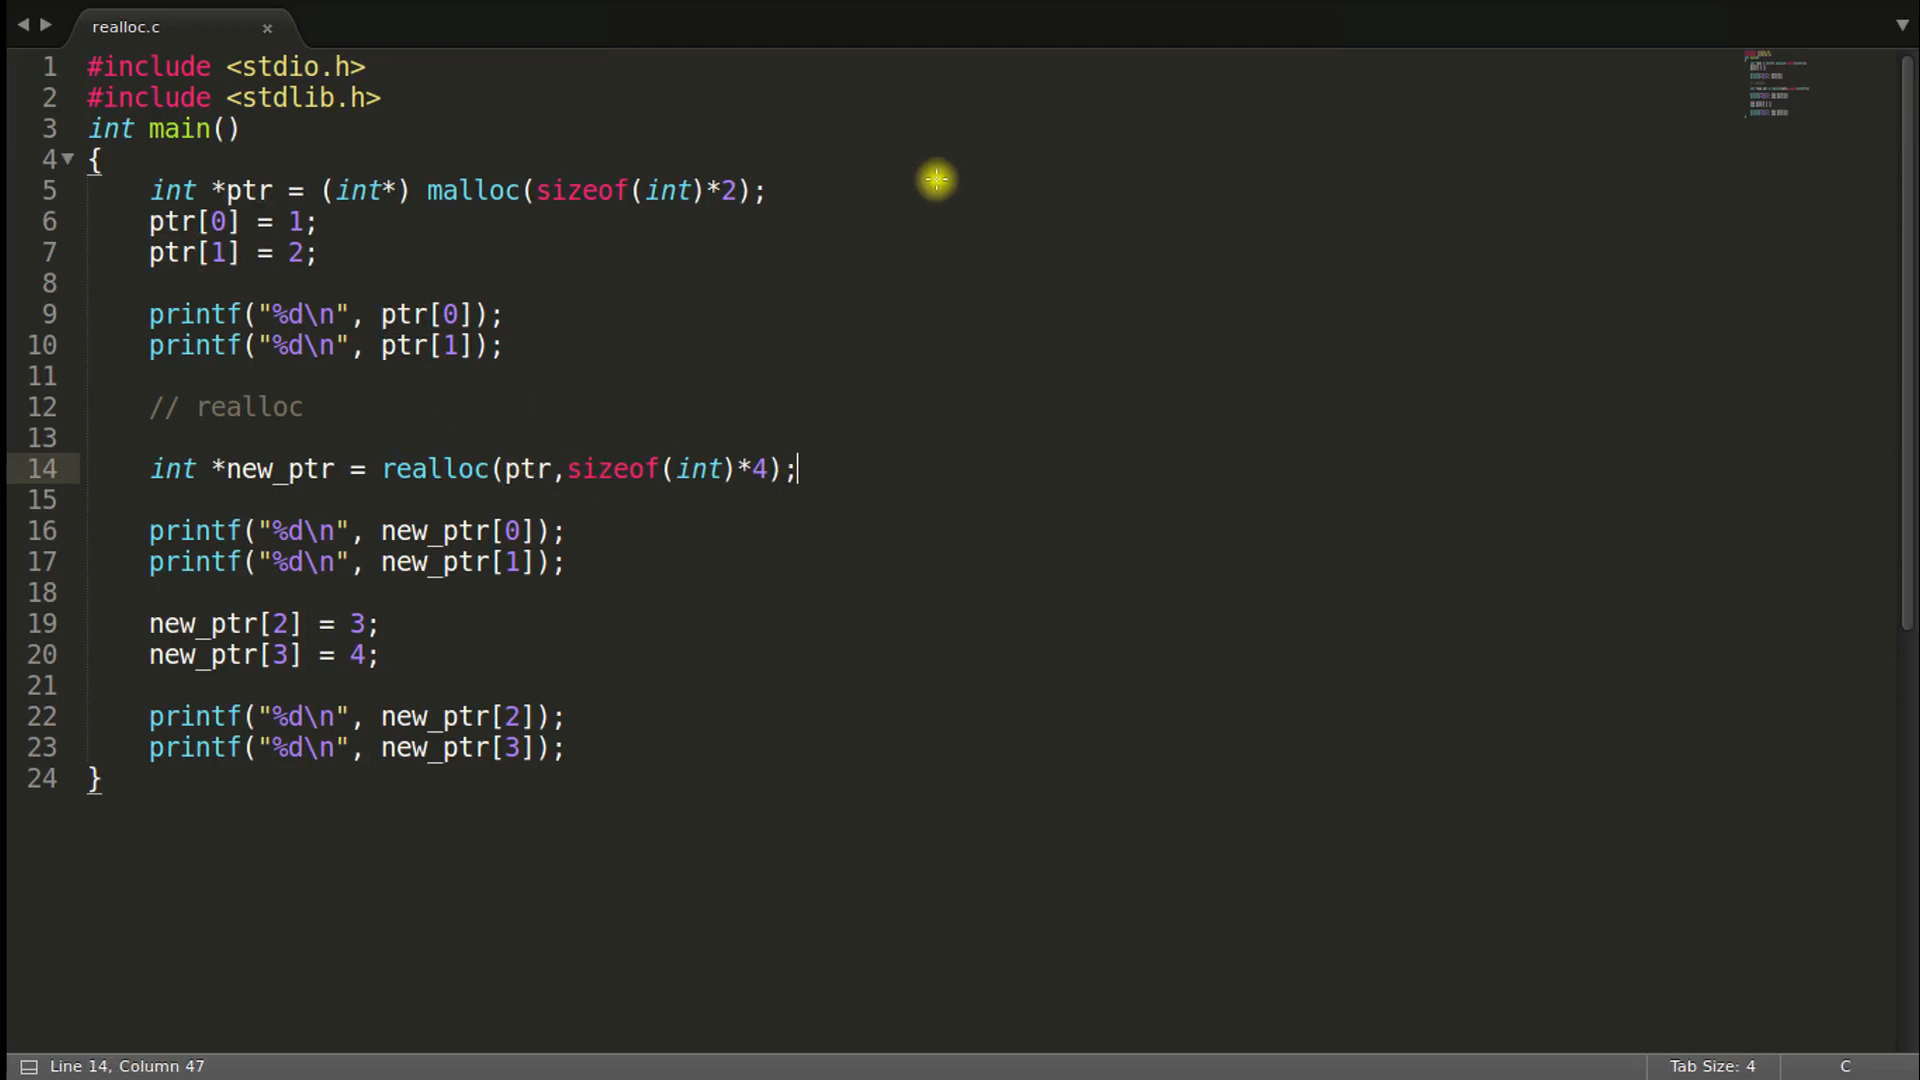 realloc.c ×
1 #include <stdio.h>
2 #include <stdlib.h>
3 int main()
4 {
5     int *ptr = (int*) malloc(sizeof(int)*2);
6     ptr[0] = 1;
7     ptr[1] = 2;
8
9     printf("%d\n", ptr[0]);
10     printf("%d\n", ptr[1]);
11
12     // realloc
13
14     int *new_ptr = realloc(ptr,sizeof(int)*4);
15
16     printf("%d\n", new_ptr[0]);
17     printf("%d\n", new_ptr[1]);
18
19     new_ptr[2] = 3;
20     new_ptr[3] = 4;
21
22     printf("%d\n", new_ptr[2]);
23     printf("%d\n", new_ptr[3]);
24 }
Line 14, Column 47 Tab Size: 4 C